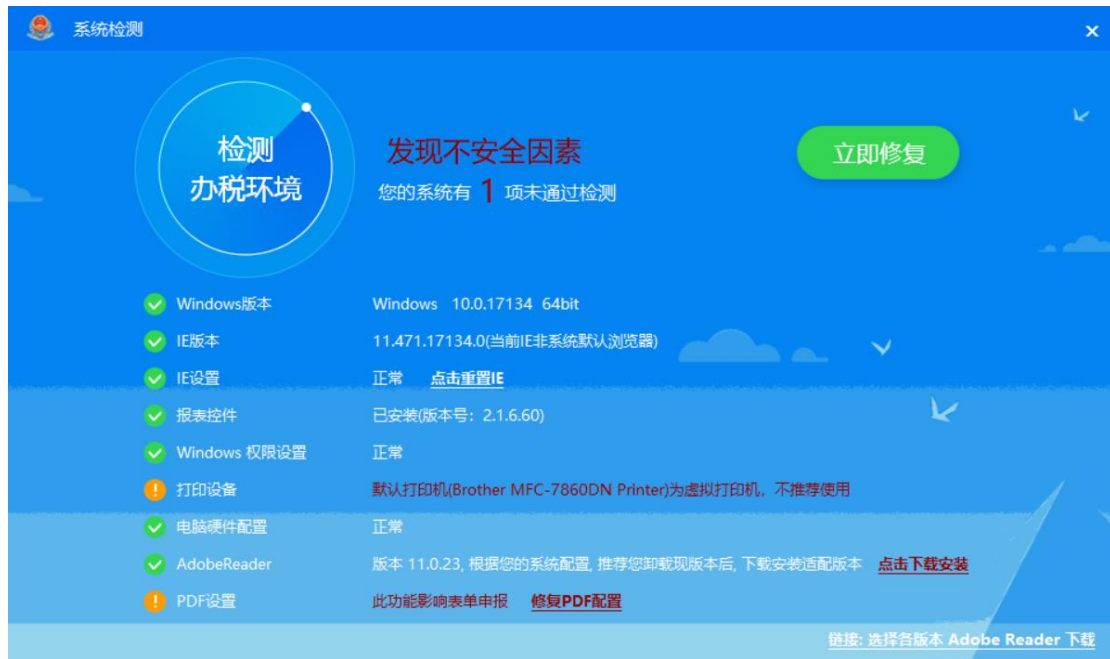 系统检测
检测
办税环境
发现不安全因素
您的系统有 1 项未通过检测
立即修复
Windows版本 Windows 10.0.17134 64bit
IE版本 11.471.17134.0(当前IE非系统默认浏览器)
IE设置 正常 点击重置IE
报表控件 已安装(版本号：2.1.6.60)
Windows 权限设置 正常
打印设备 默认打印机(Brother MFC-7860DN Printer)为虚拟打印机，不推荐使用
电脑硬件配置 正常
AdobeReader 版本 11.0.23, 根据您的系统配置, 推荐您卸载现版本后, 下载安装适配版本 点击下载安装
PDF设置 此功能影响表单申报 修复PDF配置
链接: 选择各版本 Adobe Reader 下载